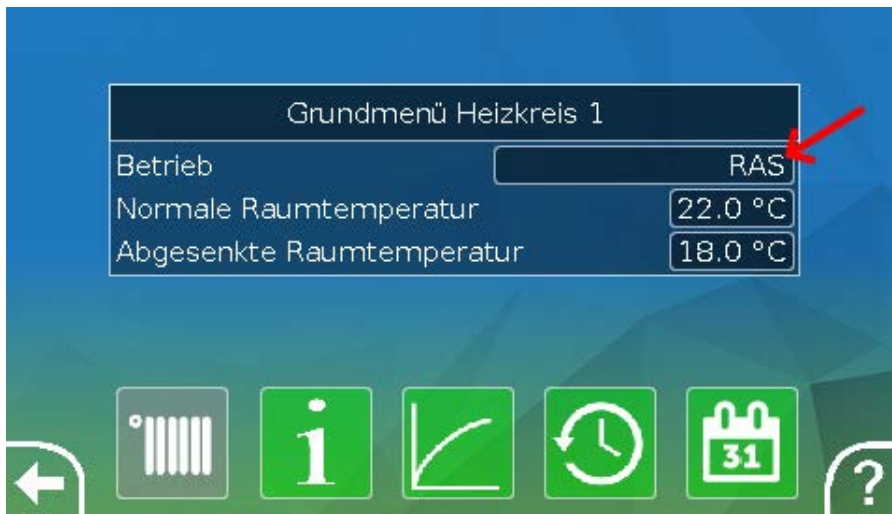 Grundmenü Heizkreis 1
Betrieb RAS
Normale Raumtemperatur 22.0 °C
Abgesenkte Raumtemperatur 18.0 °C
i
31
?